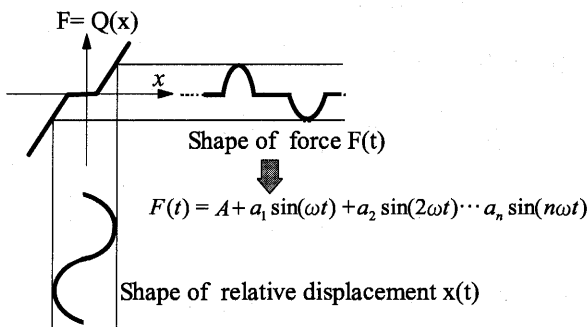 F= Q(x)
x
Shape of force F(t)
F(t) = A + a₁ sin(ωt) + a₂ sin(2ωt) ··· aₙ sin(nωt)
Shape of relative displacement x(t)